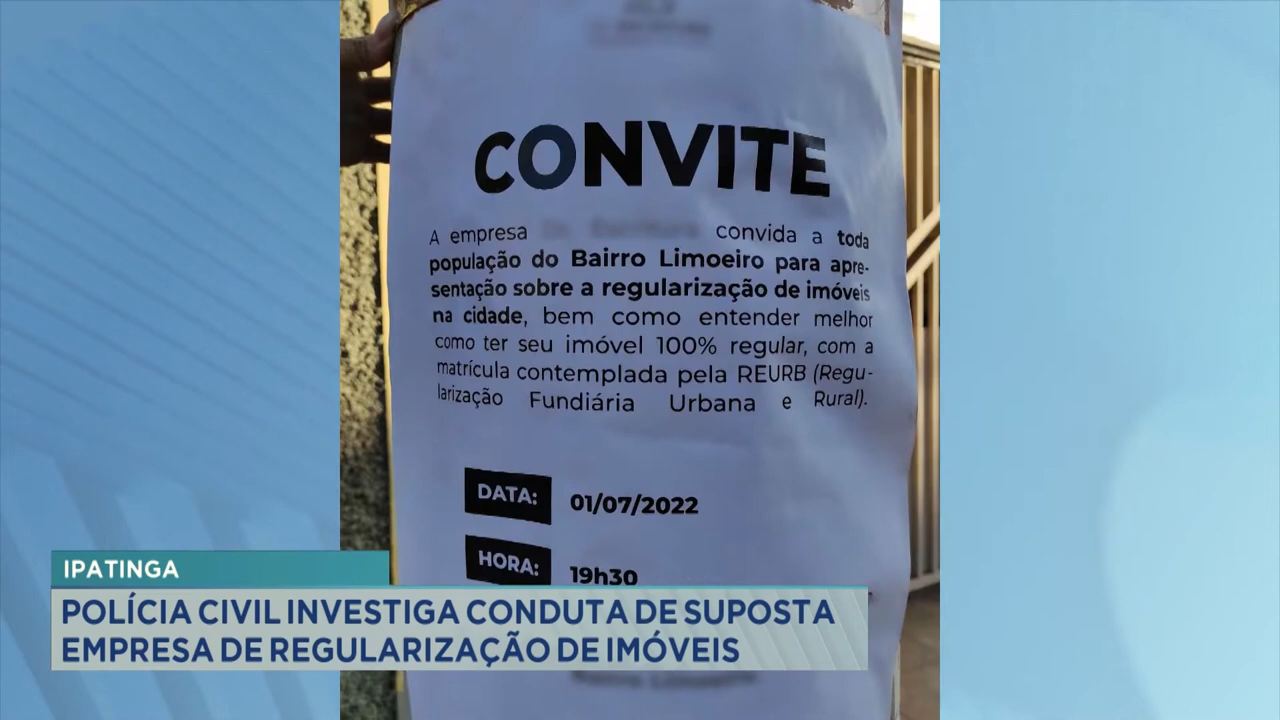 CONVITE
A empresa convida a toda
população do Bairro Limoeiro para apre-
sentação sobre a regularização de imóveis
na cidade, bem como entender melhor
como ter seu imóvel 100% regular, com a
matrícula contemplada pela REURB (Regu-
larização Fundiária Urbana e Rural).
DATA: 01/07/2022
HORA: 19h30
IPATINGA
POLÍCIA CIVIL INVESTIGA CONDUTA DE SUPOSTA
EMPRESA DE REGULARIZAÇÃO DE IMÓVEIS